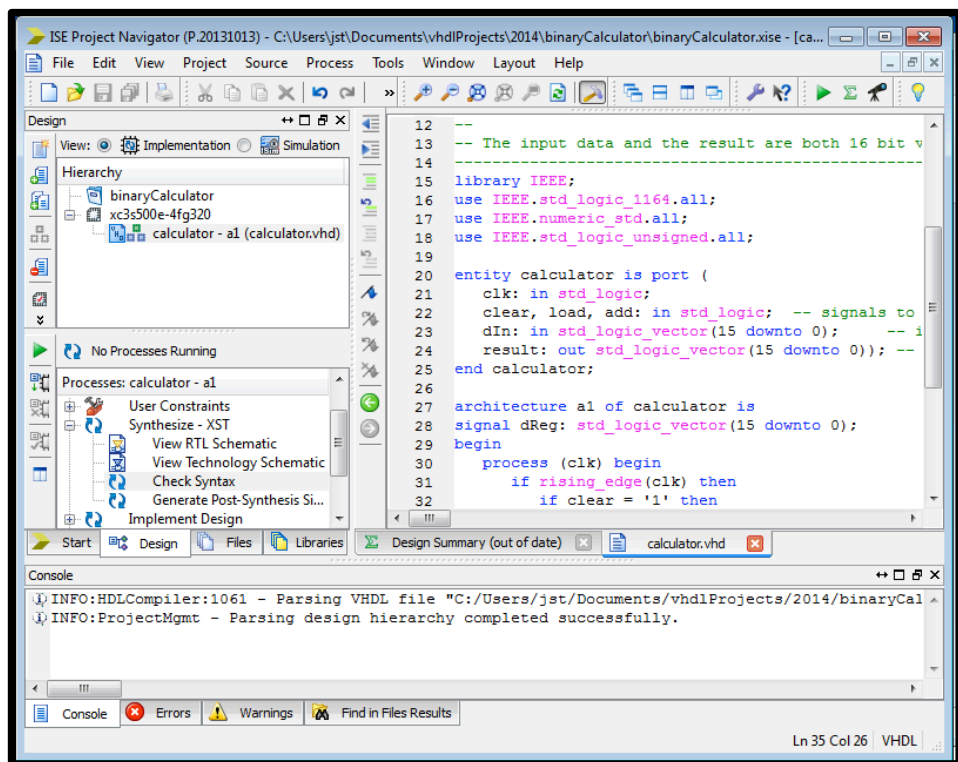 ISE Project Navigator (P.20131013) - C:\Users\jst\Documents\vhdlProjects\2014\binaryCalculator\binaryCalculator.xise - [ca...
File Edit View Project Source Process Tools Window Layout Help
Design
View: Implementation Simulation
Hierarchy
binaryCalculator
xc3s500e-4fg320
calculator - a1 (calculator.vhd)
No Processes Running
Processes: calculator - a1
User Constraints
Synthesize - XST
View RTL Schematic
View Technology Schematic
Check Syntax
Generate Post-Synthesis Si...
Implement Design
Start Design Files Libraries
12 --
13 -- The input data and the result are both 16 bit v
14 ------------------------------------------------
15 library IEEE;
16 use IEEE.std_logic_1164.all;
17 use IEEE.numeric_std.all;
18 use IEEE.std_logic_unsigned.all;
19
20 entity calculator is port (
21 clk: in std_logic;
22 clear, load, add: in std_logic; -- signals to
23 dIn: in std_logic_vector(15 downto 0); -- i
24 result: out std_logic_vector(15 downto 0)); --
25 end calculator;
26
27 architecture a1 of calculator is
28 signal dReg: std_logic_vector(15 downto 0);
29 begin
30 process (clk) begin
31 if rising_edge(clk) then
32 if clear = '1' then
Design Summary (out of date) calculator.vhd
Console
INFO:HDLCompiler:1061 - Parsing VHDL file "C:/Users/jst/Documents/vhdlProjects/2014/binaryCal
INFO:ProjectMgmt - Parsing design hierarchy completed successfully.
Console Errors Warnings Find in Files Results
Ln 35 Col 26 VHDL